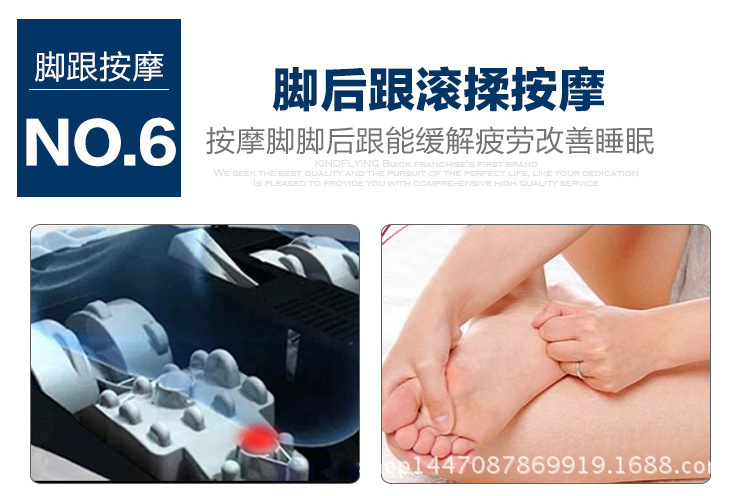 脚跟按摩
NO.6
脚后跟滚揉按摩
按摩脚脚后跟能缓解疲劳改善睡眠
KINDFLYING BUICK FRANCHISE'S FIRST BRAND
WE SEEK THE BEST QUALITY AND THE PURSUIT OF THE PERFECT LIFE, LIKE YOUR DEDICATION
IS PLEASED TO PROVIDE YOU WITH COMPREHENSIVE HIGH QUALITY SERVICE
ep1447087869919.1688.com